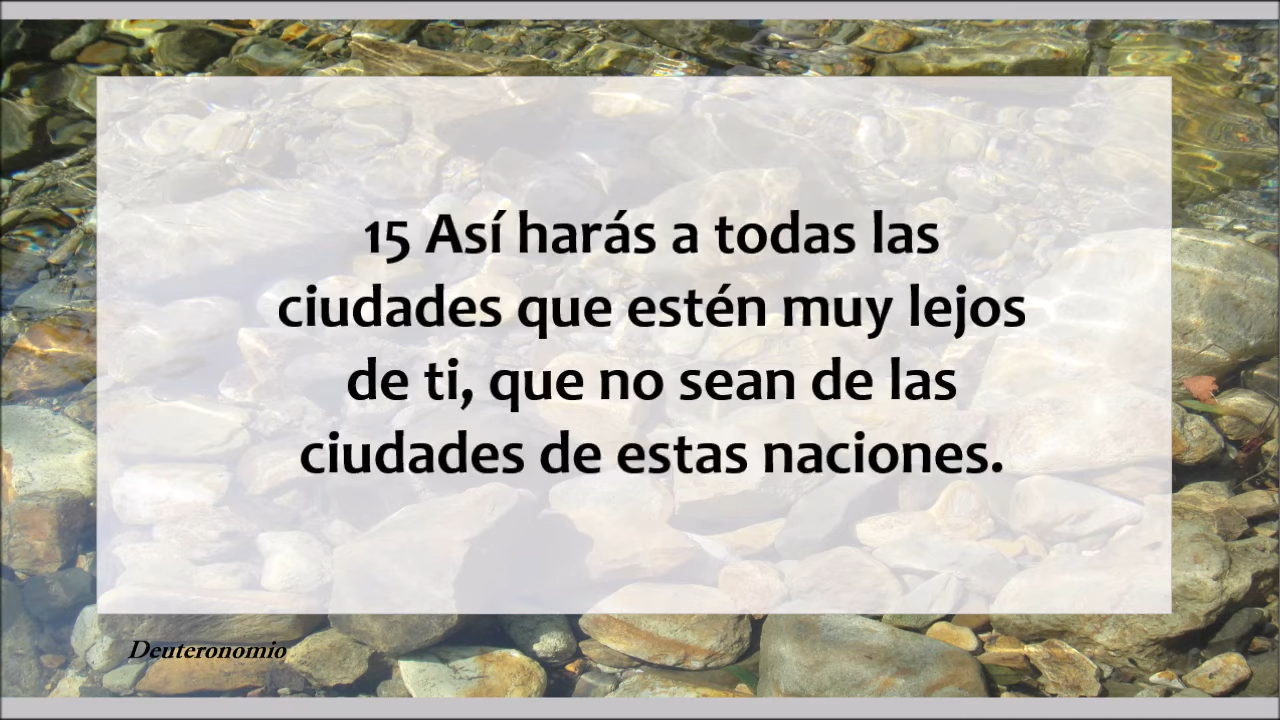 15 Así harás a todas las
ciudades que estén muy lejos
de ti, que no sean de las
ciudades de estas naciones.
Deuteronomio